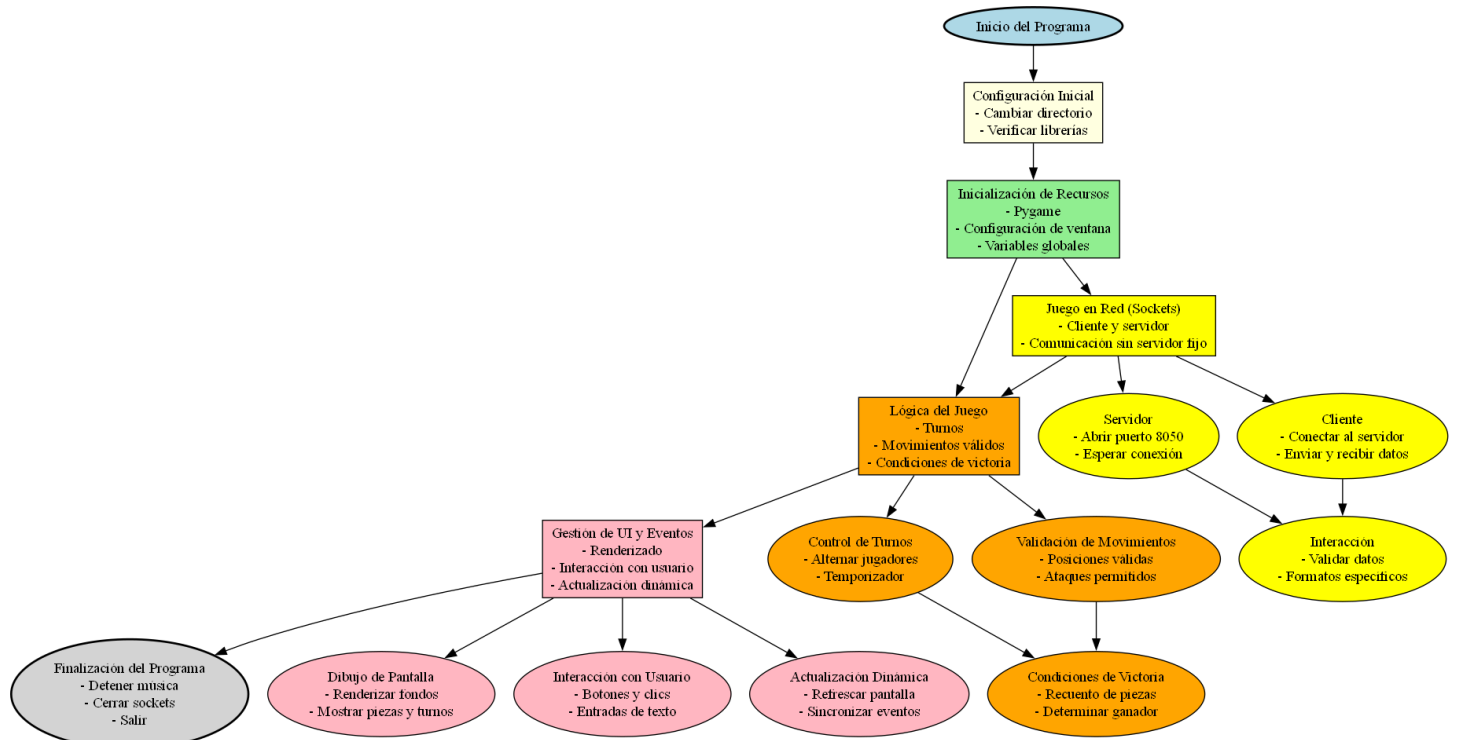 Inicio del Programa
Configuración Inicial
- Cambiar directorio
- Verificar librerías
Inicialización de Recursos
- Pygame
- Configuración de ventana
- Variables globales
Juego en Red (Sockets)
- Cliente y servidor
- Comunicación sin servidor fijo
Lógica del Juego
- Turnos
- Movimientos válidos
- Condiciones de victoria
Servidor
- Abrir puerto 8050
- Esperar conexión
Cliente
- Conectar al servidor
- Enviar y recibir datos
Gestión de UI y Eventos
- Renderizado
- Interacción con usuario
- Actualización dinámica
Control de Turnos
- Alternar jugadores
- Temporizador
Validación de Movimientos
- Posiciones válidas
- Ataques permitidos
Interacción
- Validar datos
- Formatos específicos
Finalización del Programa
- Detener música
- Cerrar sockets
- Salir
Dibujo de Pantalla
- Renderizar fondos
- Mostrar piezas y turnos
Interacción con Usuario
- Botones y clics
- Entradas de texto
Actualización Dinámica
- Refrescar pantalla
- Sincronizar eventos
Condiciones de Victoria
- Recuento de piezas
- Determinar ganador